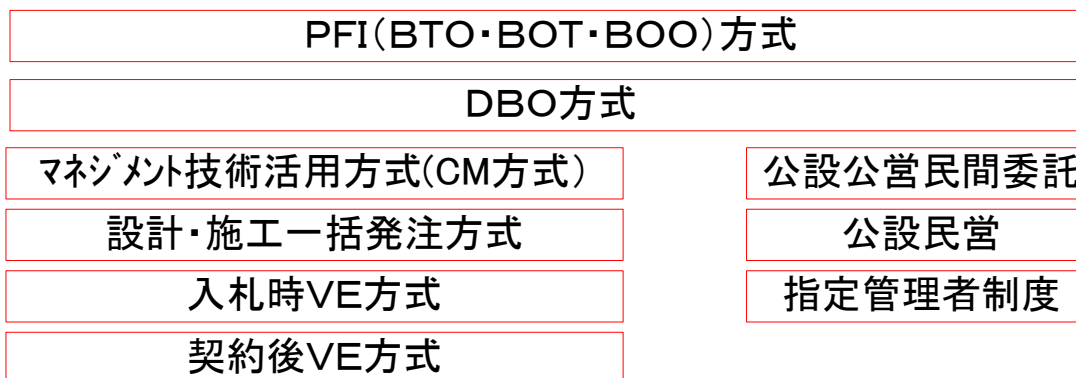 PFI(BTO・BOT・BOO)方式
DBO方式
マネジメント技術活用方式(CM方式)
公設公営民間委託
設計・施工一括発注方式
公設民営
入札時VE方式
指定管理者制度
契約後VE方式